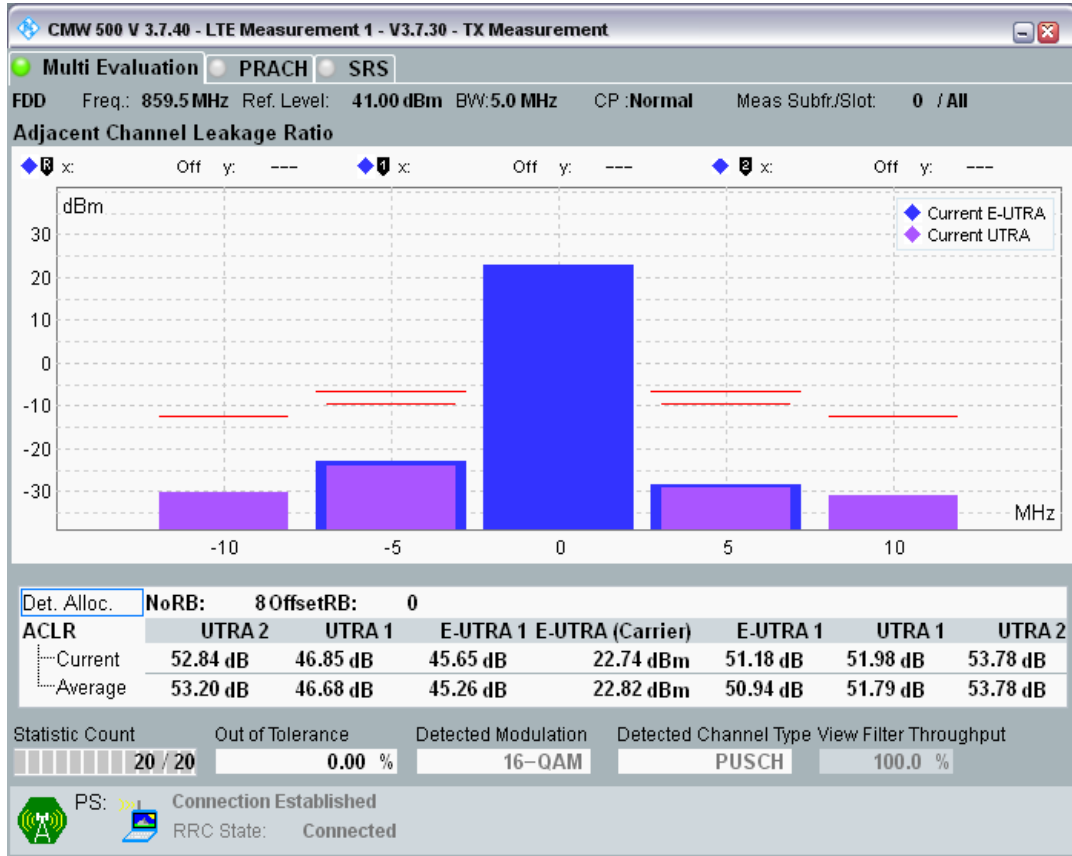 CMW 500 V 3.7.40 - LTE Measurement 1 - V3.7.30 - TX Measurement
Multi Evaluation PRACH SRS
FDD Freq.: 859.5 MHz Ref. Level: 41.00 dBm BW:5.0 MHz CP :Normal Meas Subfr./Slot: 0 / All
Adjacent Channel Leakage Ratio
R x: Off y: --- 1 x: Off y: --- 2 x: Off y: ---
dBm
Current E-UTRA
Current UTRA
30
20
10
0
-10
-20
-30
MHz
-10 -5 0 5 10
Det. Alloc. NoRB: 8 OffsetRB: 0
ACLR UTRA 2 UTRA 1 E-UTRA 1 E-UTRA (Carrier) E-UTRA 1 UTRA 1 UTRA 2
Current 52.84 dB 46.85 dB 45.65 dB 22.74 dBm 51.18 dB 51.98 dB 53.78 dB
Average 53.20 dB 46.68 dB 45.26 dB 22.82 dBm 50.94 dB 51.79 dB 53.78 dB
Statistic Count Out of Tolerance Detected Modulation Detected Channel Type View Filter Throughput
20 / 20 0.00 % 16-QAM PUSCH 100.0 %
PS: Connection Established
RRC State: Connected